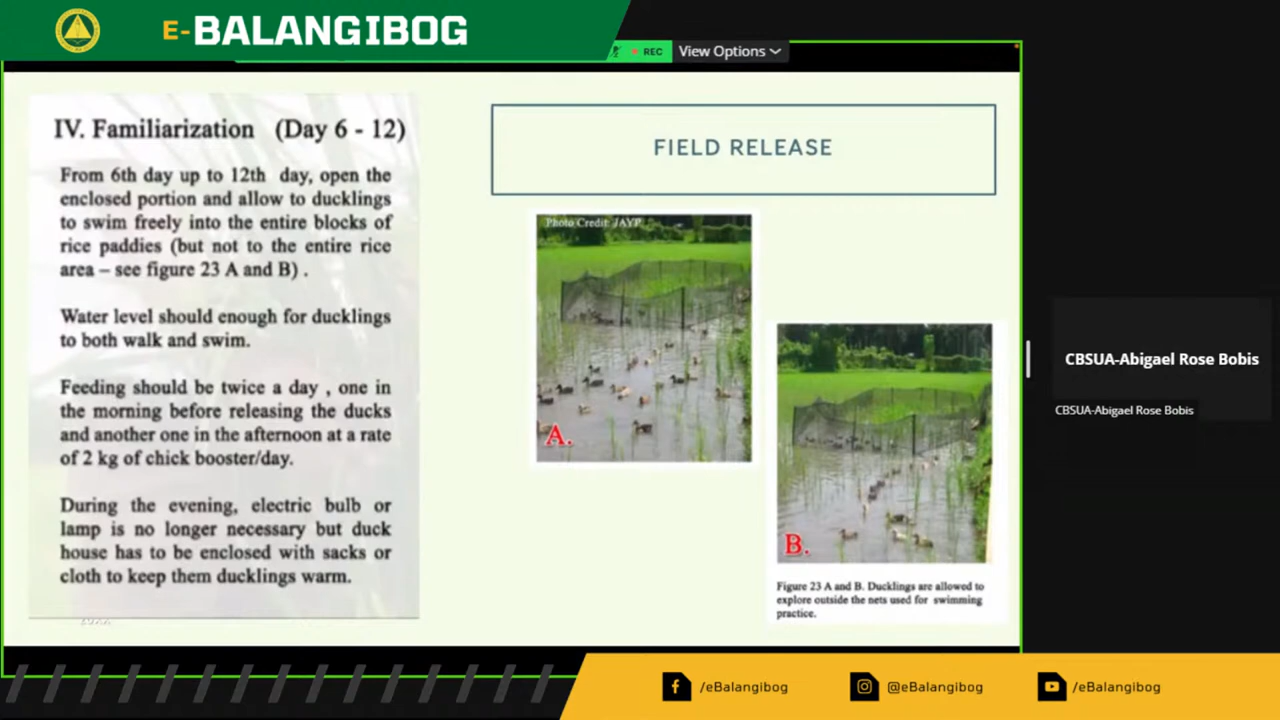 E-BALANGIBOG
REC
View Options
IV. Familiarization (Day 6 - 12)
From 6th day up to 12th day, open the
enclosed portion and allow to ducklings
to swim freely into the entire blocks of
rice paddies (but not to the entire rice
area – see figure 23 A and B) .
Water level should enough for ducklings
to both walk and swim.
Feeding should be twice a day , one in
the morning before releasing the ducks
and another one in the afternoon at a rate
of 2 kg of chick booster/day.
During the evening, electric bulb or
lamp is no longer necessary but duck
house has to be enclosed with sacks or
cloth to keep them ducklings warm.
FIELD RELEASE
Photo Credit: JAYP
A.
B.
Figure 23 A and B. Ducklings are allowed to
explore outside the nets used for swimming
practice.
CBSUA-Abigael Rose Bobis
CBSUA-Abigael Rose Bobis
/eBalangibog
@eBalangibog
/eBalangibog